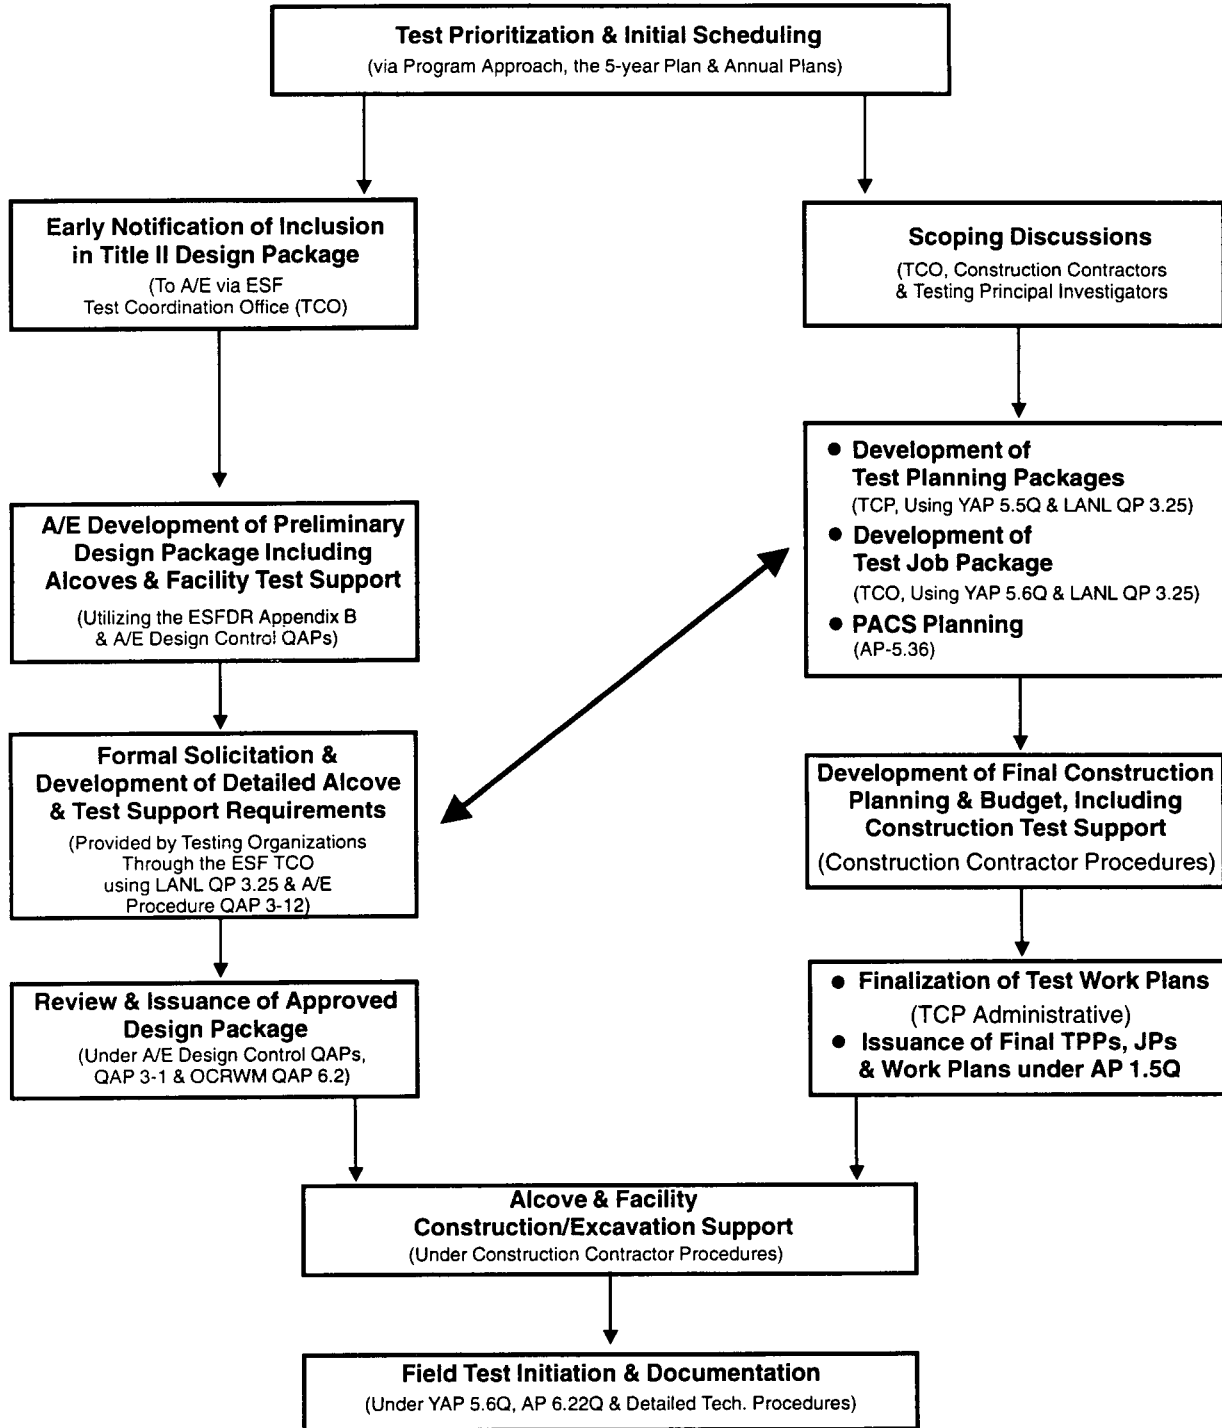 Test Prioritization & Initial Scheduling
(via Program Approach, the 5-year Plan & Annual Plans)
Early Notification of Inclusion
in Title II Design Package
(To A/E via ESF
Test Coordination Office (TCO)
Scoping Discussions
(TCO, Construction Contractors
& Testing Principal Investigators
A/E Development of Preliminary
Design Package Including
Alcoves & Facility Test Support
(Utilizing the ESFDR Appendix B
& A/E Design Control QAPs)
● Development of
Test Planning Packages
(TCP, Using YAP 5.5Q & LANL QP 3.25)
● Development of
Test Job Package
(TCO, Using YAP 5.6Q & LANL QP 3.25)
● PACS Planning
(AP-5.36)
Formal Solicitation &
Development of Detailed Alcove
& Test Support Requirements
(Provided by Testing Organizations
Through the ESF TCO
using LANL QP 3.25 & A/E
Procedure QAP 3-12)
Development of Final Construction
Planning & Budget, Including
Construction Test Support
(Construction Contractor Procedures)
Review & Issuance of Approved
Design Package
(Under A/E Design Control QAPs,
QAP 3-1 & OCRWM QAP 6.2)
● Finalization of Test Work Plans
(TCP Administrative)
● Issuance of Final TPPs, JPs
& Work Plans under AP 1.5Q
Alcove & Facility
Construction/Excavation Support
(Under Construction Contractor Procedures)
Field Test Initiation & Documentation
(Under YAP 5.6Q, AP 6.22Q & Detailed Tech. Procedures)